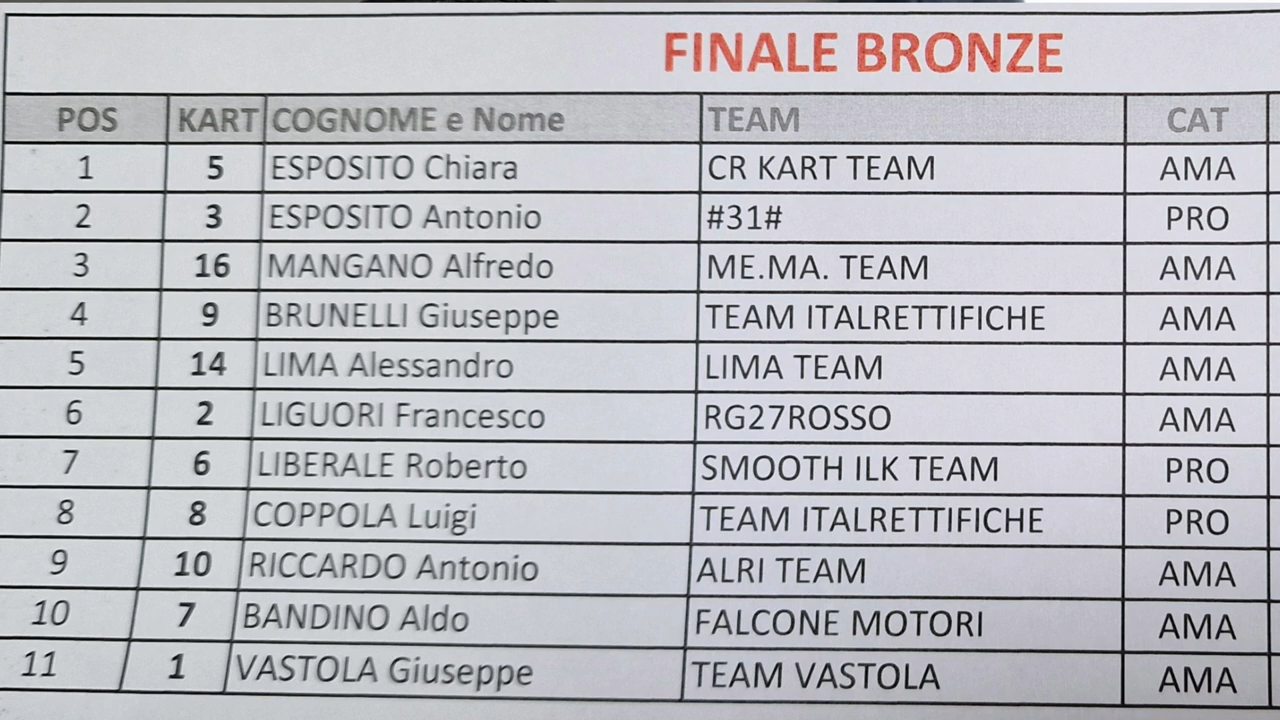 FINALE BRONZE
POS KART COGNOME e Nome TEAM CAT
1 5 ESPOSITO Chiara CR KART TEAM AMA
2 3 ESPOSITO Antonio #31# PRO
3 16 MANGANO Alfredo ME.MA. TEAM AMA
4 9 BRUNELLI Giuseppe TEAM ITALRETTIFICHE AMA
5 14 LIMA Alessandro LIMA TEAM AMA
6 2 LIGUORI Francesco RG27ROSSO AMA
7 6 LIBERALE Roberto SMOOTH ILK TEAM PRO
8 8 COPPOLA Luigi TEAM ITALRETTIFICHE PRO
9 10 RICCARDO Antonio ALRI TEAM AMA
10 7 BANDINO Aldo FALCONE MOTORI AMA
11 1 VASTOLA Giuseppe TEAM VASTOLA AMA